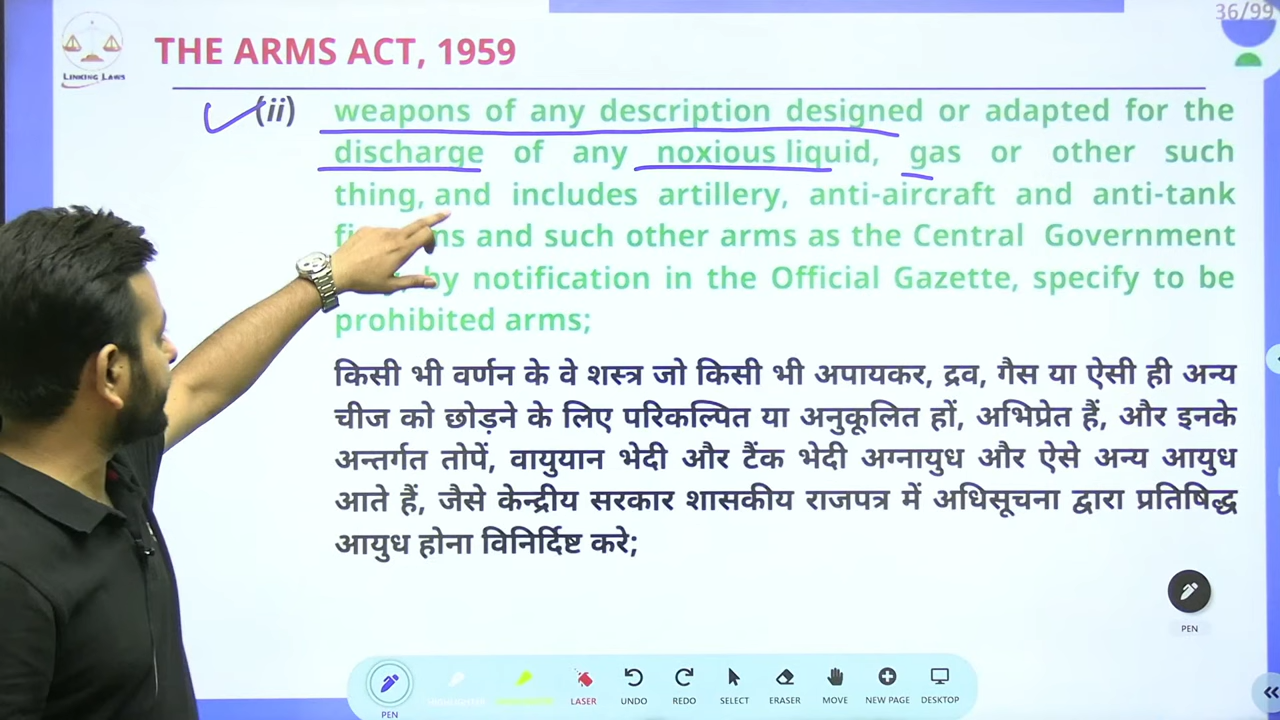 36/99
LINKING LAWS
THE ARMS ACT, 1959
(ii) weapons of any description designed or adapted for the
discharge of any noxious liquid, gas or other such
thing, and includes artillery, anti-aircraft and anti-tank
and such other arms as the Central Government
by notification in the Official Gazette, specify to be
prohibited arms;
किसी भी वर्णन के वे शस्त्र जो किसी भी अपायकर, द्रव, गैस या ऐसी ही अन्य
चीज को छोड़ने के लिए परिकल्पित या अनुकूलित हों, अभिप्रेत हैं, और इनके
अन्तर्गत तोपें, वायुयान भेदी और टैंक भेदी अग्नायुध और ऐसे अन्य आयुध
आते हैं, जैसे केन्द्रीय सरकार शासकीय राजपत्र में अधिसूचना द्वारा प्रतिषिद्ध
आयुध होना विनिर्दिष्ट करे;
PEN
PEN HIGHLIGHTER LASER UNDO REDO SELECT ERASER MOVE NEW PAGE DESKTOP